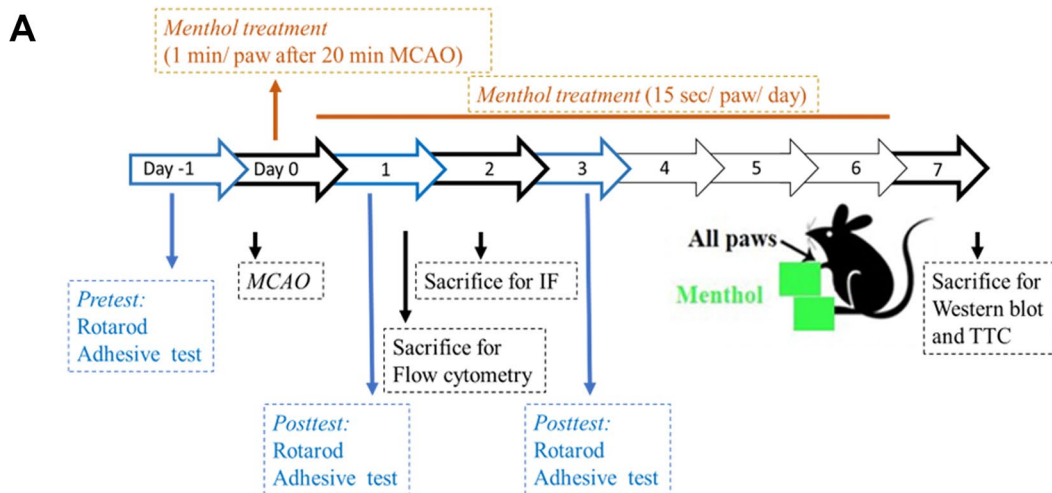 A
Menthol treatment
(1 min/ paw after 20 min MCAO)
Menthol treatment (15 sec/ paw/ day)
Day -1
Day 0
1
2
3
4
5
6
7
Pretest:
Rotarod
Adhesive test
MCAO
Sacrifice for IF
Sacrifice for
Flow cytometry
Posttest:
Rotarod
Adhesive test
Posttest:
Rotarod
Adhesive test
All paws
Menthol
Sacrifice for
Western blot
and TTC